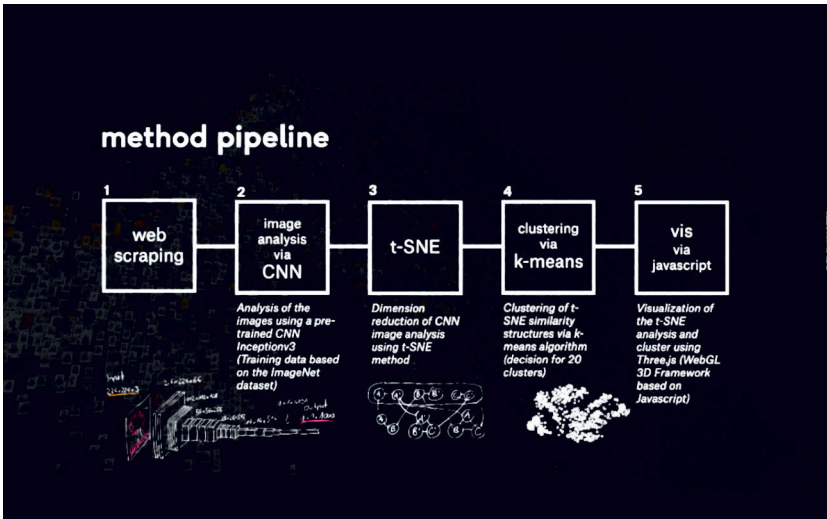 method pipeline
1
web
scraping
2
image
analysis
via
CNN
3
t-SNE
4
clustering
via
k-means
5
vis
via
javascript
Analysis of the
images using a pre-
trained CNN
Inceptionv3
(Training data based
on the ImageNet
dataset)
Dimension
reduction of CNN
image analysis
using t-SNE
method
Clustering of t-
SNE similarity
structures via k-
means algorithm
(decision for 20
clusters)
Visualization of
the t-SNE
analysis and
cluster using
Three.js (WebGL
3D Framework
based on
Javascript)
Input
Output